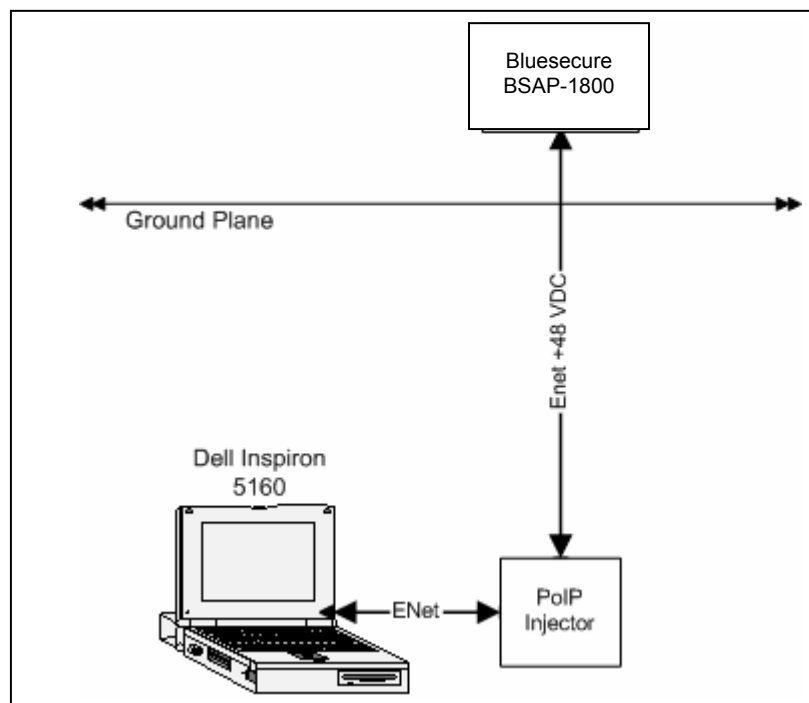 Bluesecure
BSAP-1800
Ground Plane
Enet +48 VDC
Dell Inspiron
5160
ENet
PoIP
Injector